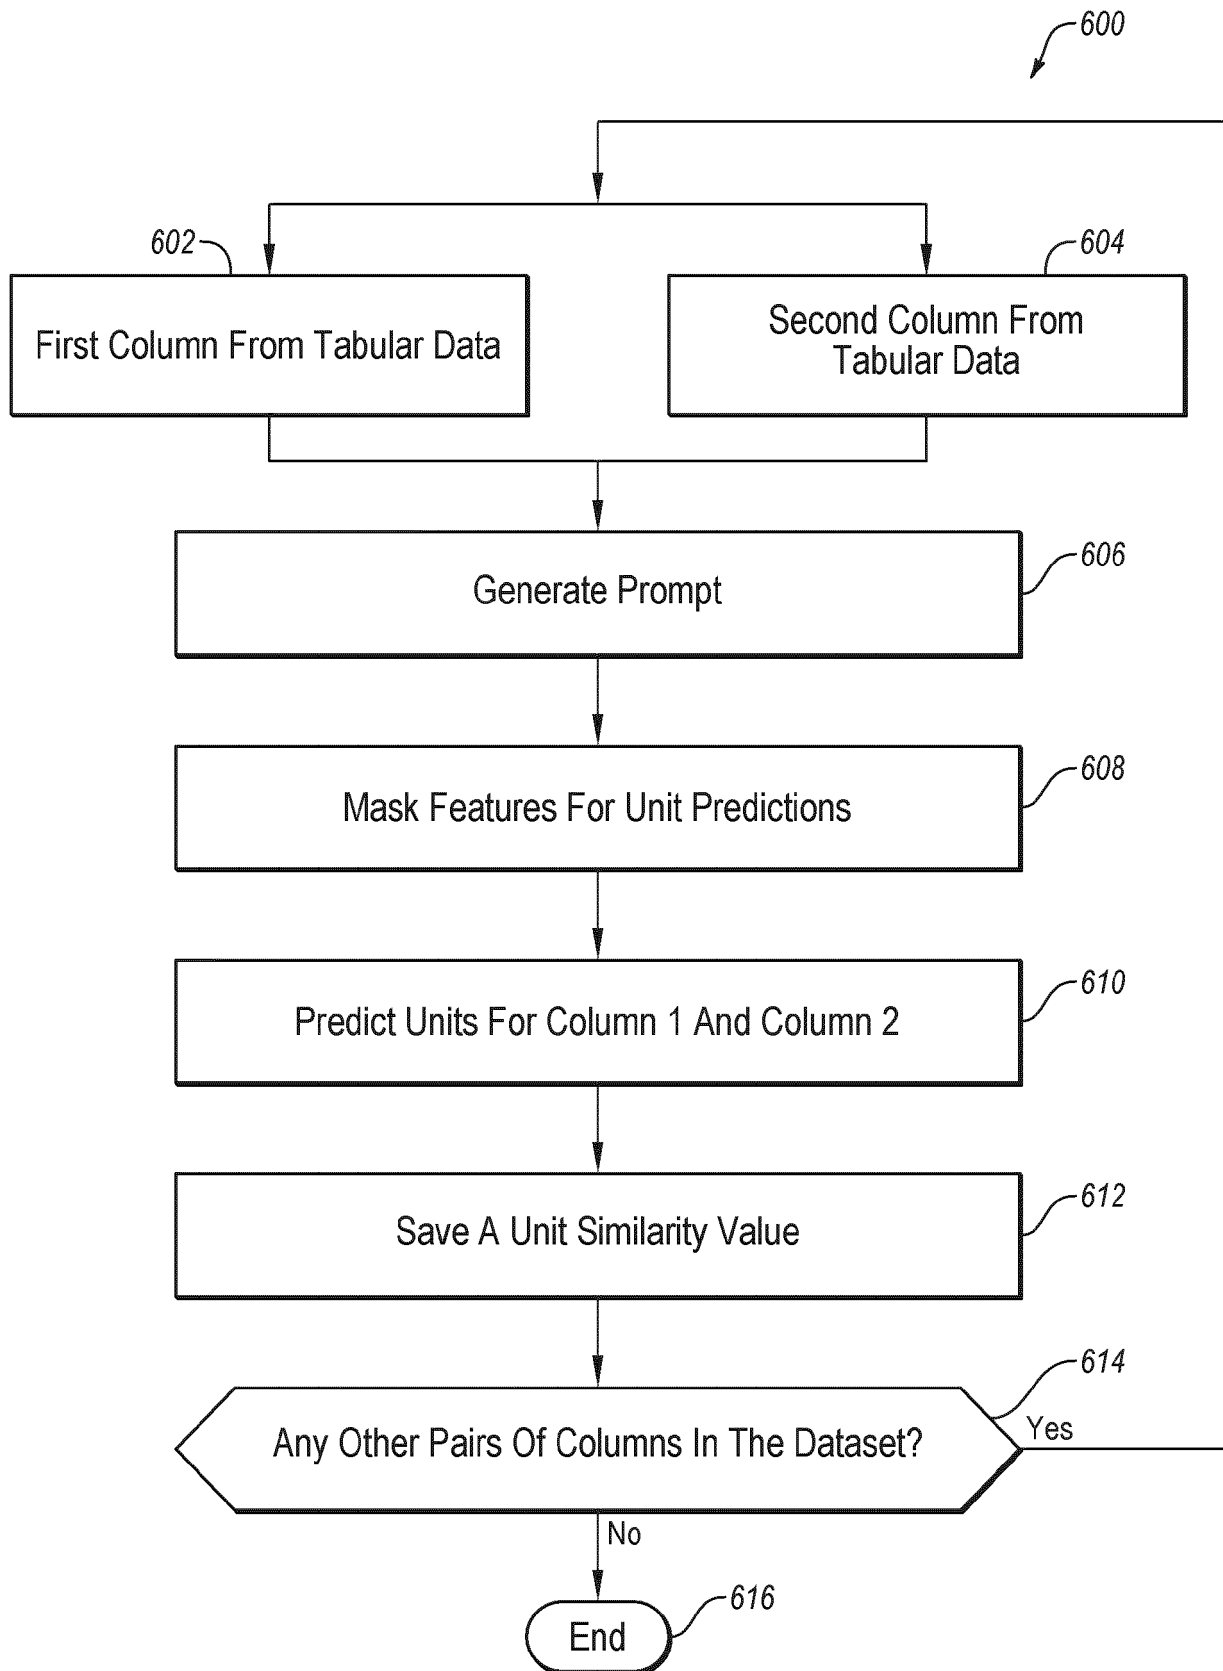 600
602
604
First Column From Tabular Data
Second Column From
Tabular Data
606
Generate Prompt
608
Mask Features For Unit Predictions
610
Predict Units For Column 1 And Column 2
612
Save A Unit Similarity Value
614
Any Other Pairs Of Columns In The Dataset?
Yes
No
616
End